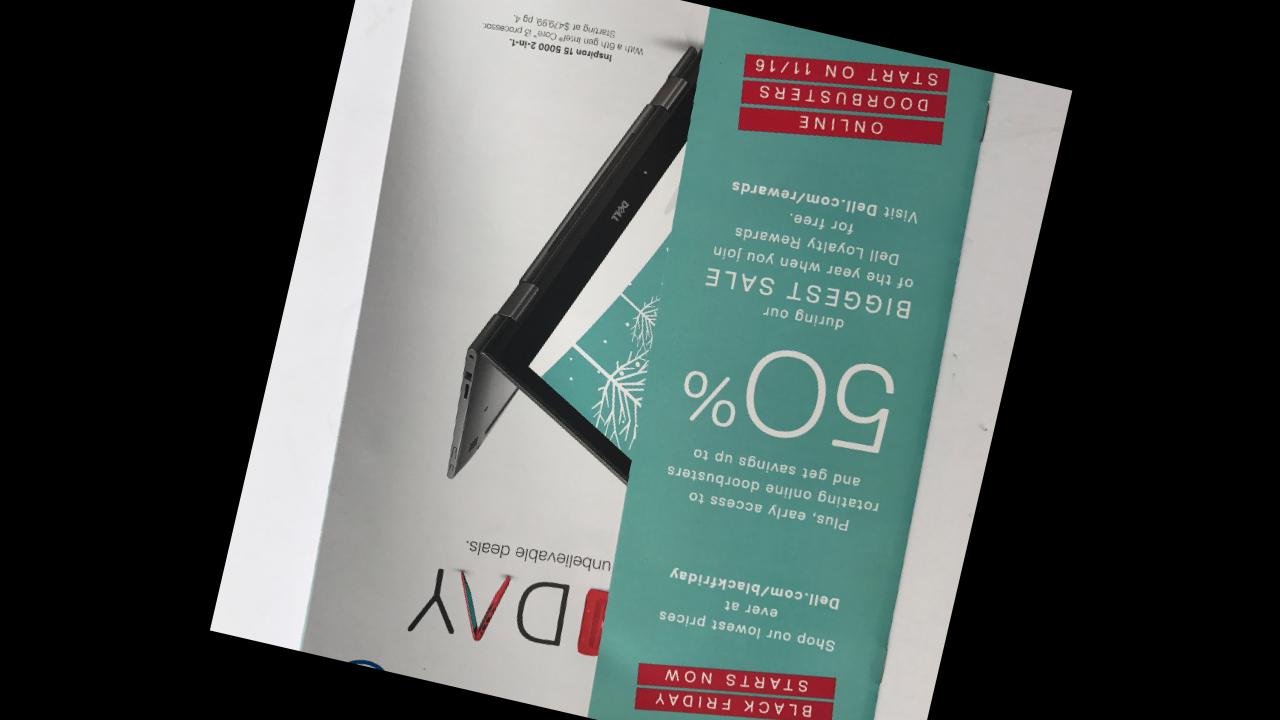 BLACK FRIDAY
STARTS NOW
Shop our lowest prices
ever at
Dell.com/blackfriday
Plus, early access to
rotating online doorbusters
and get savings up to
50%
during our
BIGGEST SALE
of the year when you join
Dell Loyalty Rewards
for free.
Visit Dell.com/rewards
ONLINE
DOORBUSTERS
START ON 11/16
DAY
unbelievable deals.
DELL
Inspiron 15 5000 2-in-1.
With a 6th gen Intel® Core™ i3 processor.
Starting at $479.99, pg 4.